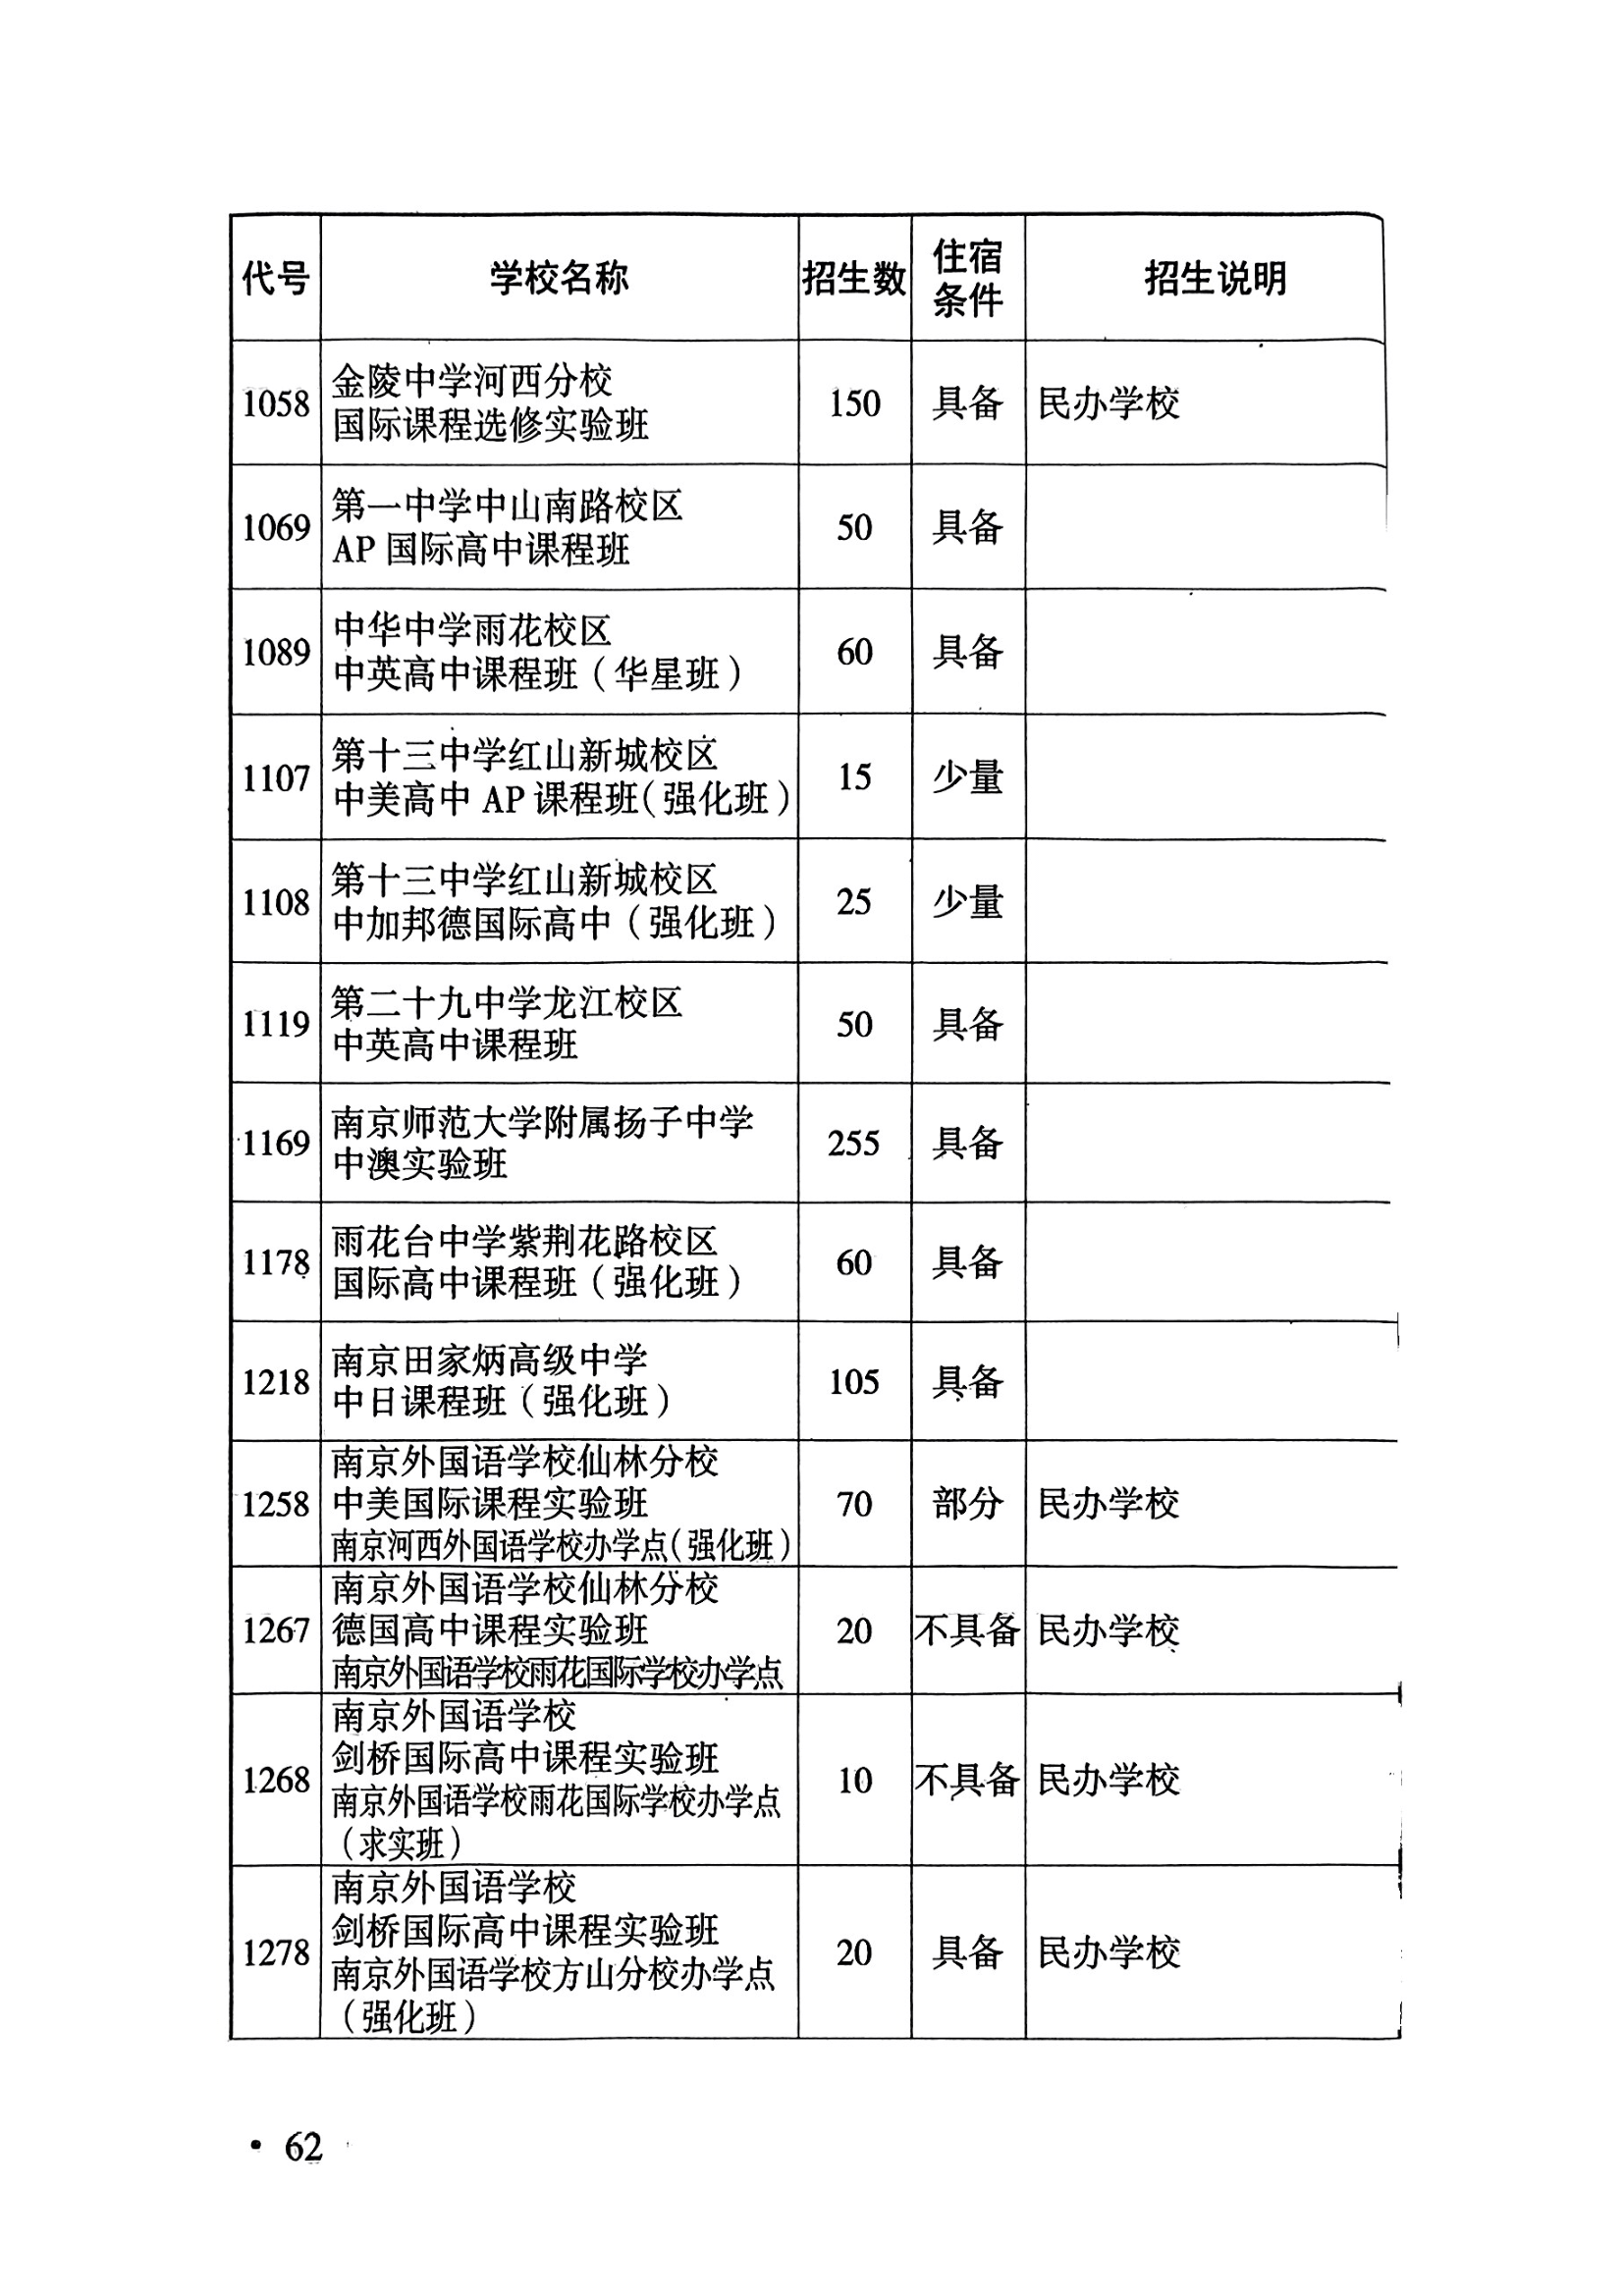 代号 学校名称 招生数 住宿条件 招生说明
1058 金陵中学河西分校
国际课程选修实验班 150 具备 民办学校
1069 第一中学中山南路校区
AP 国际高中课程班 50 具备
1089 中华中学雨花校区
中英高中课程班（华星班） 60 具备
1107 第十三中学红山新城校区
中美高中 AP 课程班（强化班） 15 少量
1108 第十三中学红山新城校区
中加邦德国际高中（强化班） 25 少量
1119 第二十九中学龙江校区
中英高中课程班 50 具备
1169 南京师范大学附属扬子中学
中澳实验班 255 具备
1178 雨花台中学紫荆花路校区
国际高中课程班（强化班） 60 具备
1218 南京田家炳高级中学
中日课程班（强化班） 105 具备
1258 南京外国语学校仙林分校
中美国际课程实验班 70 部分 民办学校
南京河西外国语学校办学点（强化班）
1267 南京外国语学校仙林分校
德国高中课程实验班 20 不具备 民办学校
南京外国语学校雨花国际学校办学点
1268 南京外国语学校
剑桥国际高中课程实验班 10 不具备 民办学校
南京外国语学校雨花国际学校办学点
（求实班）
1278 南京外国语学校
剑桥国际高中课程实验班 20 具备 民办学校
南京外国语学校方山分校办学点
（强化班）
· 62